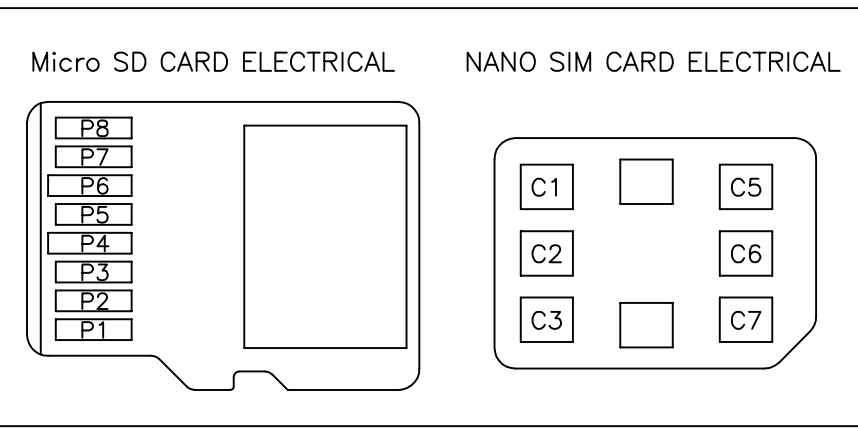 Micro SD CARD ELECTRICAL
P8
P7
P6
P5
P4
P3
P2
P1
NANO SIM CARD ELECTRICAL
C1 C5
C2 C6
C3 C7